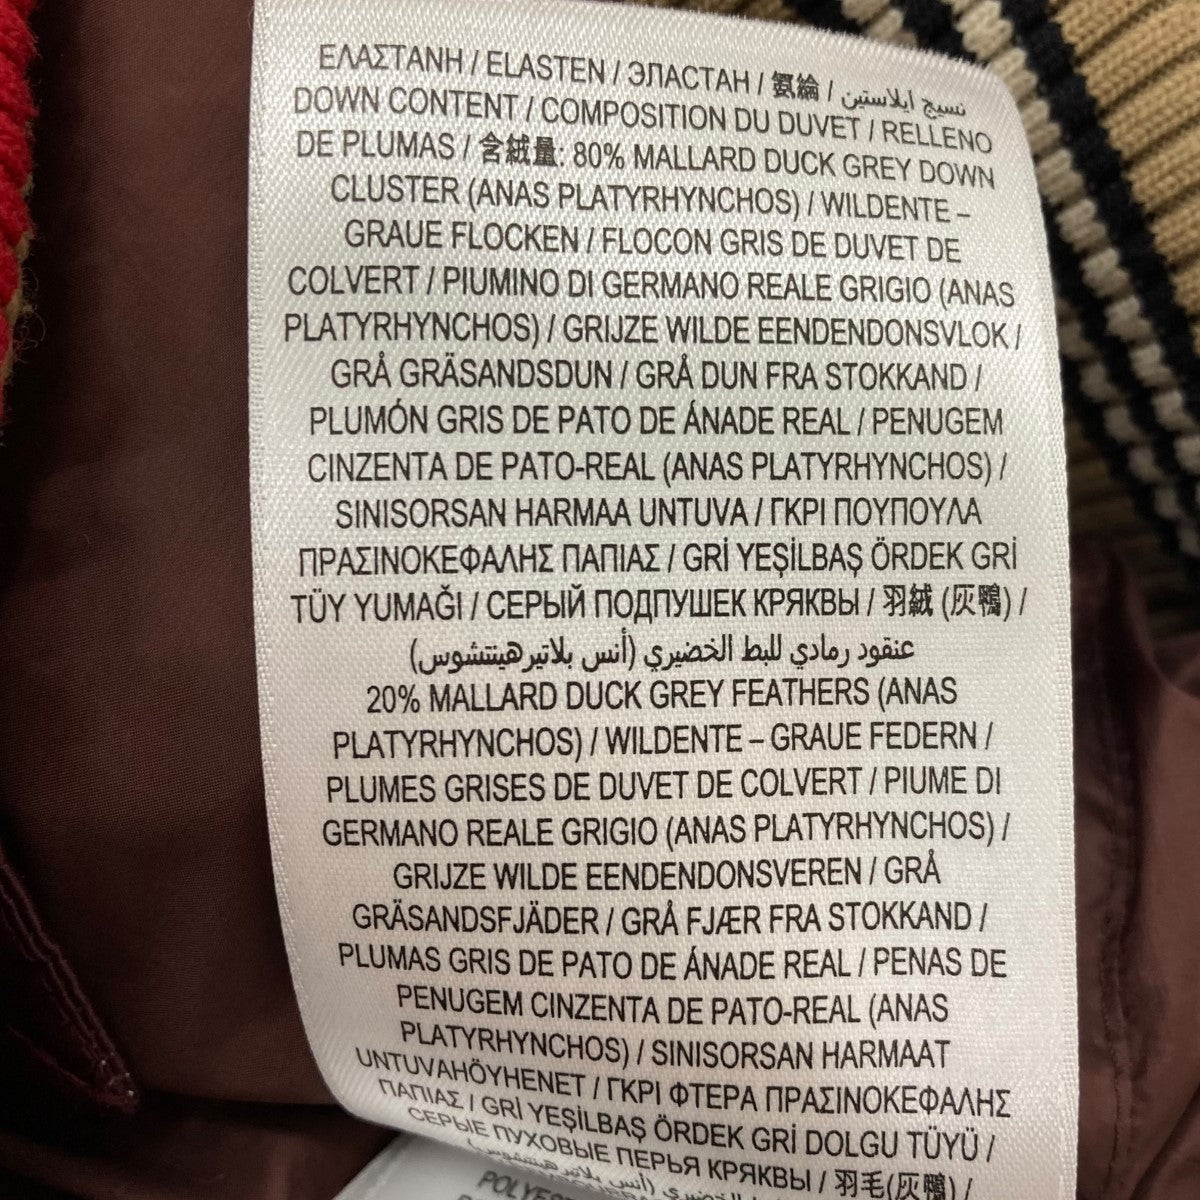 ΕΛΑΣΤΑΝΗ / ELASTEN / ЭЛАСТАН / 氨綸 / نسيج ايلاستين
DOWN CONTENT / COMPOSITION DU DUVET / RELLENO
DE PLUMAS / 含絨量: 80% MALLARD DUCK GREY DOWN
CLUSTER (ANAS PLATYRHYNCHOS) / WILDENTE –
GRAUE FLOCKEN / FLOCON GRIS DE DUVET DE
COLVERT / PIUMINO DI GERMANO REALE GRIGIO (ANAS
PLATYRHYNCHOS) / GRIJZE WILDE EENDENDONSVLOK /
GRÅ GRÄSANDSDUN / GRÅ DUN FRA STOKKAND /
PLUMÓN GRIS DE PATO DE ÁNADE REAL / PENUGEM
CINZENTA DE PATO-REAL (ANAS PLATYRHYNCHOS) /
SINISORSAN HARMAA UNTUVA / ΓΚΡΙ ΠΟΥΠΟΥΛΑ
ΠΡΑΣΙΝΟΚΕΦΑΛΗΣ ΠΑΠΙΑΣ / GRİ YEŞİLBAŞ ÖRDEK GRİ
TÜY YUMAĞI / СЕРЫЙ ПОДПУШЕК КРЯКВЫ / 羽絨 (灰鴨) /
عنقود رمادي للبط الخضيري (أنس بلاتيرهينتشوس)
20% MALLARD DUCK GREY FEATHERS (ANAS
PLATYRHYNCHOS) / WILDENTE – GRAUE FEDERN /
PLUMES GRISES DE DUVET DE COLVERT / PIUME DI
GERMANO REALE GRIGIO (ANAS PLATYRHYNCHOS) /
GRIJZE WILDE EENDENDONSVEREN / GRÅ
GRÄSANDSFJÄDER / GRÅ FJÆR FRA STOKKAND /
PLUMAS GRIS DE PATO DE ÁNADE REAL / PENAS DE
PENUGEM CINZENTA DE PATO-REAL (ANAS
PLATYRHYNCHOS) / SINISORSAN HARMAAT
UNTUVAHÖYHENET / ΓΚΡΙ ΦΤΕΡΑ ΠΡΑΣΙΝΟΚΕΦΑΛΗΣ
ΠΑΠΙΑΣ / GRİ YEŞİLBAŞ ÖRDEK GRİ DOLGU TÜYÜ /
СЕРЫЕ ПУХОВЫЕ ПЕРЬЯ КРЯКВЫ / 羽毛 (灰鴨) /